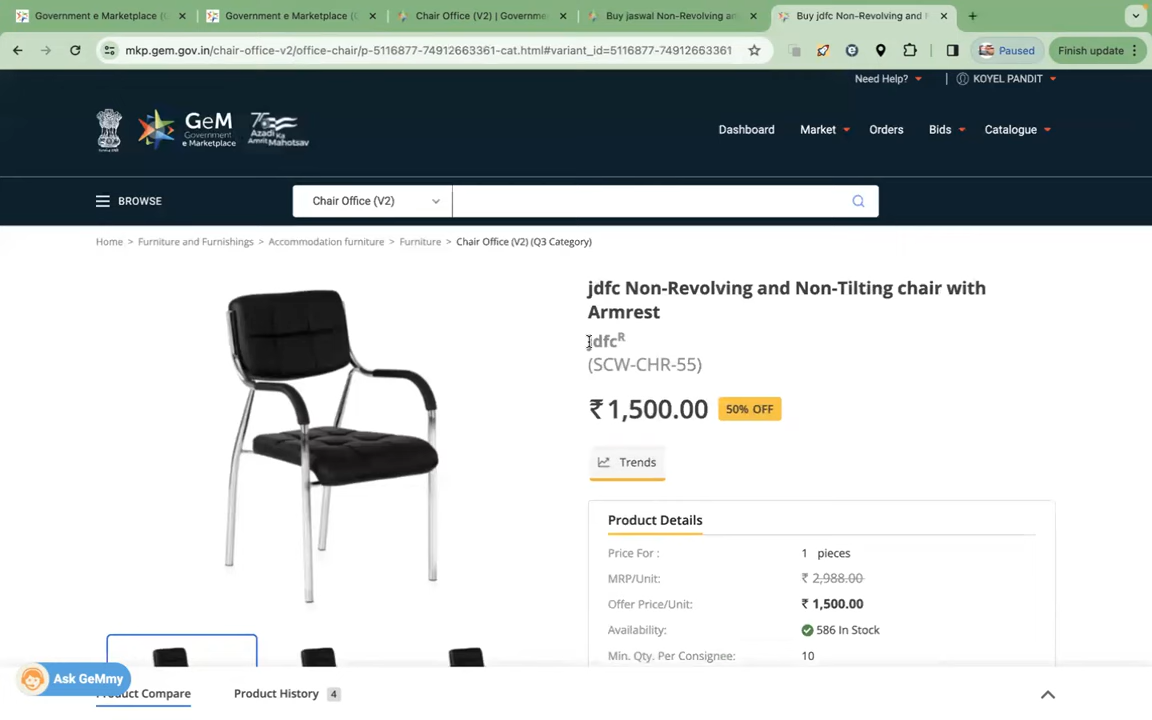 Government e Marketplace (
Government e Marketplace (
Chair Office (V2) | Governme
Buy jaswal Non-Revolving an
Buy jdfc Non-Revolving and
mkp.gem.gov.in/chair-office-v2/office-chair/p-5116877-74912663361-cat.html#variant_id=5116877-74912663361
Paused
Finish update
Need Help?
KOYEL PANDIT
GeM
Government
e Marketplace
75
Azadi Ka
Amrit Mahotsav
Dashboard
Market
Orders
Bids
Catalogue
BROWSE
Chair Office (V2)
Home > Furniture and Furnishings > Accommodation furniture > Furniture > Chair Office (V2) (Q3 Category)
jdfc Non-Revolving and Non-Tilting chair with
Armrest
jdfcR
(SCW-CHR-55)
₹ 1,500.00 50% OFF
Trends
Product Details
Price For : 1 pieces
MRP/Unit: ₹ 2,988.00
Offer Price/Unit: ₹ 1,500.00
Availability: 586 In Stock
Min. Qty. Per Consignee: 10
Ask GeMmy
Product Compare
Product History 4